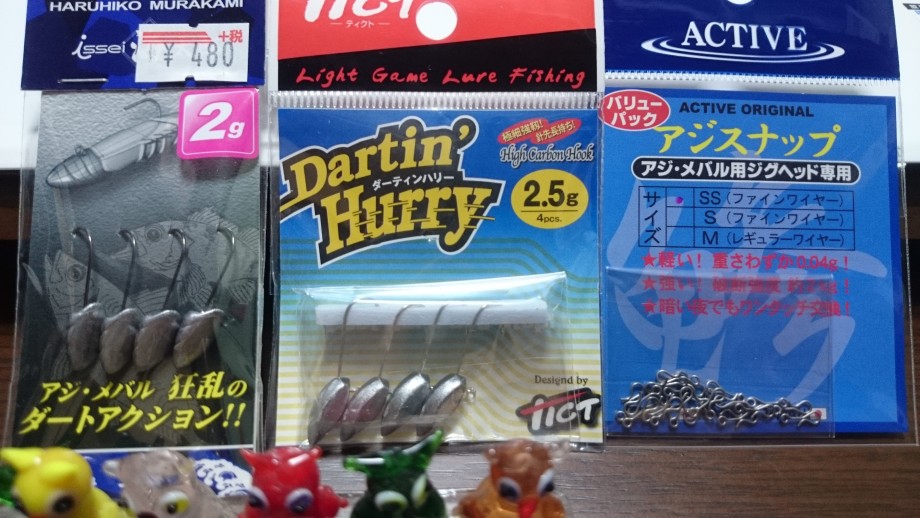 HARUHIKO MURAKAMI
issei
+税
¥ 480
2g
アジ・メバル 狂乱の
ダートアクション!!
TICT
ティクト
Light Game Lure Fishing
極細強靭!
針先長持ち!
High Carbon Hook
Dartin'
ダーティンハリー
Hurry
2.5g
4pcs.
Designd by
TICT
ACTIVE
バリュー
パック
ACTIVE ORIGINAL
アジスナップ
アジ・メバル用ジグヘッド専用
サイズ
SS(ファインワイヤー)
S(ファインワイヤー)
M(レギュラーワイヤー)
★軽い!重さわずか0.04g!
★強い!破断強度
★暗い夜でもワンタッチ交換!